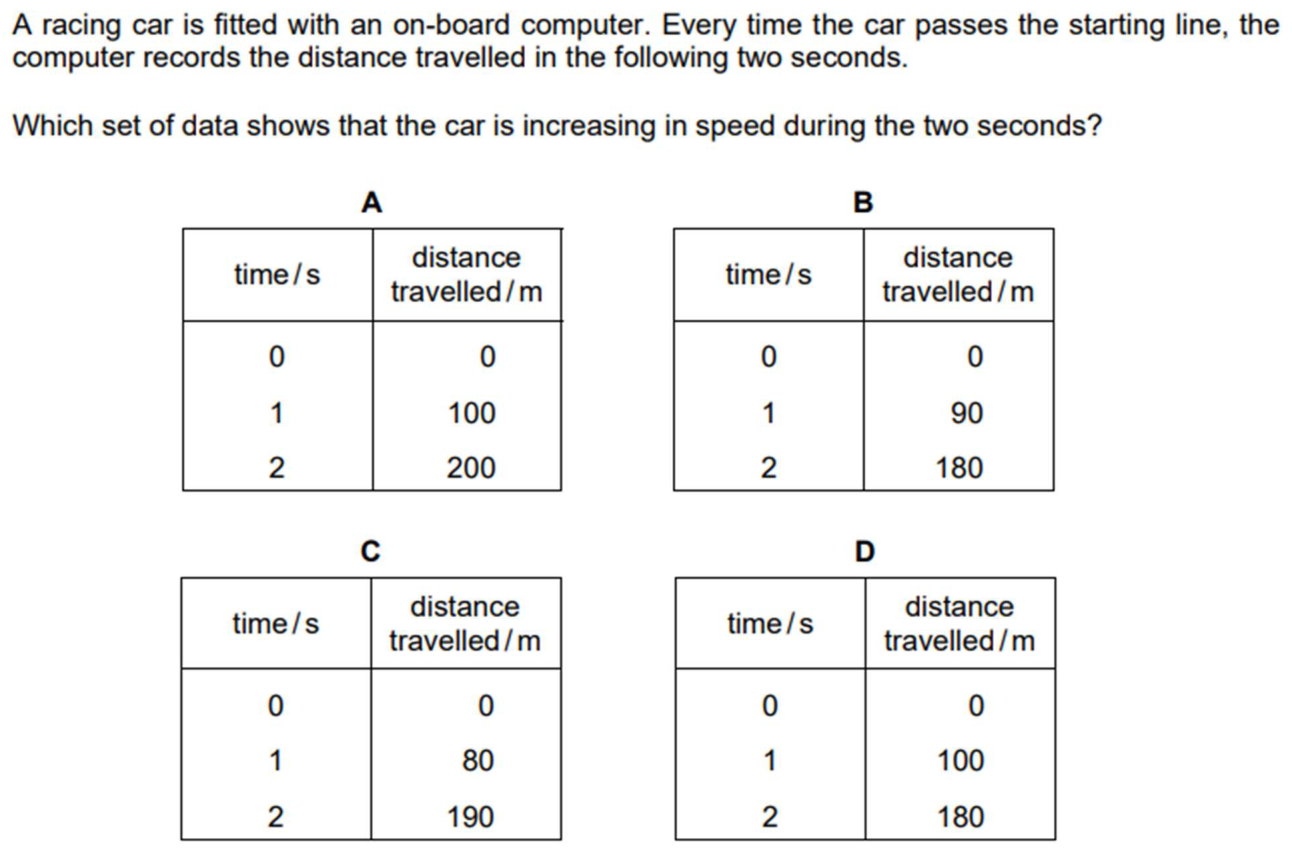 A racing car is fitted with an on-board computer. Every time the car passes the starting line, the
computer records the distance travelled in the following two seconds.
Which set of data shows that the car is increasing in speed during the two seconds?
A
time/s
distance
travelled/m
0 0
1 100
2 200
B
time/s
distance
travelled/m
0 0
1 90
2 180
C
time/s
distance
travelled/m
0 0
1 80
2 190
D
time/s
distance
travelled/m
0 0
1 100
2 180